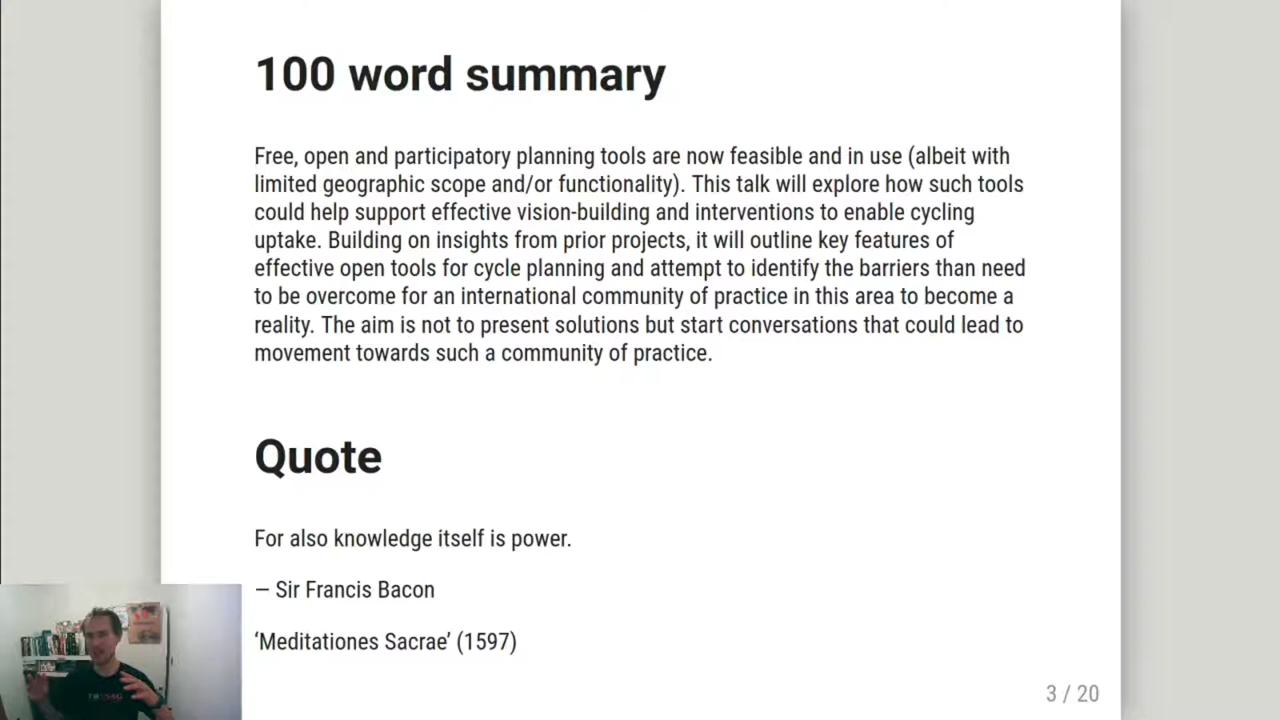 100 word summary
Free, open and participatory planning tools are now feasible and in use (albeit with
limited geographic scope and/or functionality). This talk will explore how such tools
could help support effective vision-building and interventions to enable cycling
uptake. Building on insights from prior projects, it will outline key features of
effective open tools for cycle planning and attempt to identify the barriers than need
to be overcome for an international community of practice in this area to become a
reality. The aim is not to present solutions but start conversations that could lead to
movement towards such a community of practice.
Quote
For also knowledge itself is power.
— Sir Francis Bacon
‘Meditationes Sacrae’ (1597)
3 / 20